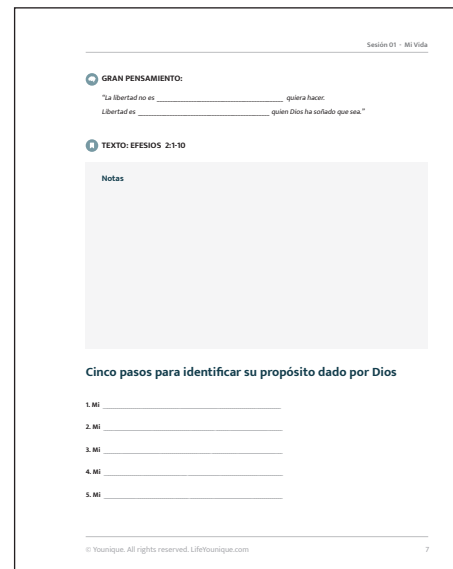 Sesión 01 - Mi Vida
GRAN PENSAMIENTO:
"La libertad no es ______________________________ quiera hacer.
Libertad es ______________________________ quien Dios ha soñado que sea."
TEXTO: EFESIOS 2:1-10
Notas
Cinco pasos para identificar su propósito dado por Dios
1. Mi ______________________________
2. Mi ______________________________
3. Mi ______________________________
4. Mi ______________________________
5. Mi ______________________________
© Younique. All rights reserved. LifeYounique.com 7